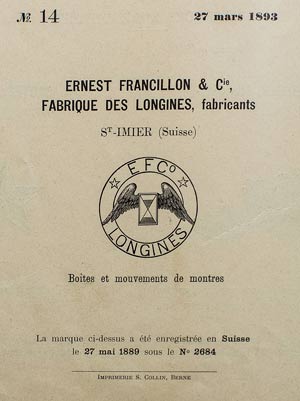 № 14 27 mars 1893
ERNEST FRANCILLON & Cie,
FABRIQUE DES LONGINES, fabricants
ST-IMIER (Suisse)
E F Co
LONGINES
Boîtes et mouvements de montres
La marque ci-dessus a été enregistrée en Suisse
le 27 mai 1889 sous le No 2684
IMPRIMERIE S. COLLIN, BERNE